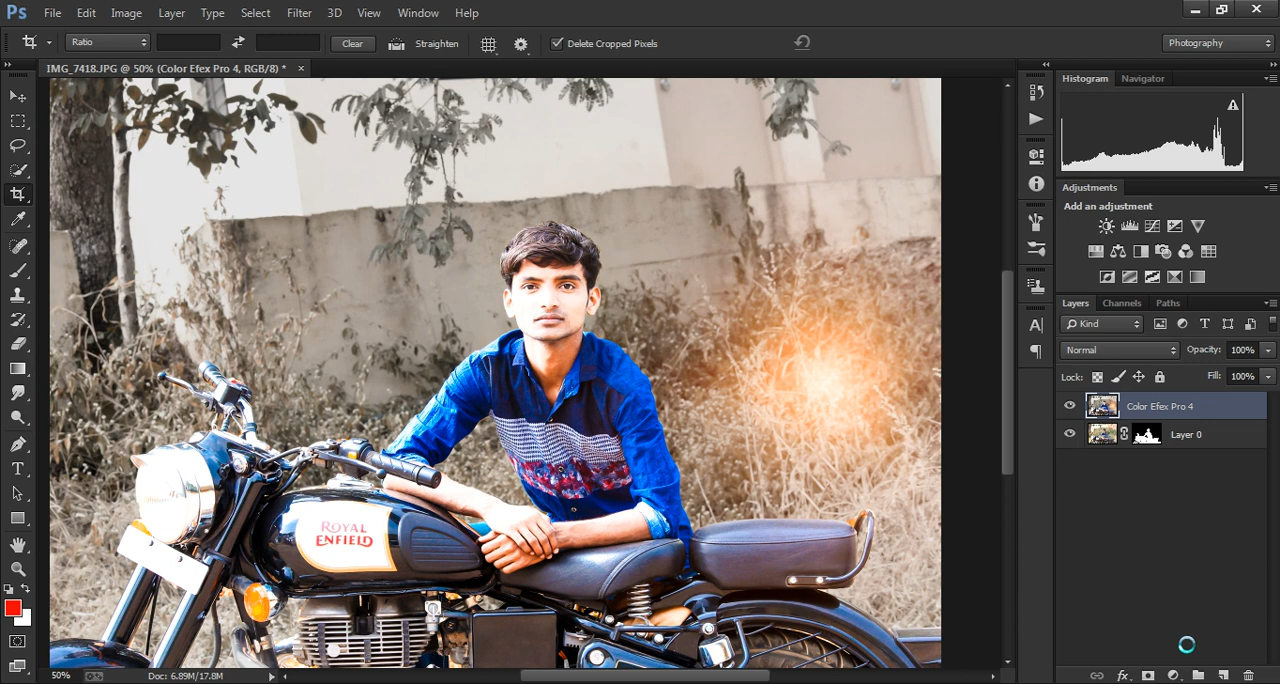 Ps File Edit Image Layer Type Select Filter 3D View Window Help
Ratio Clear Straighten Delete Cropped Pixels Photography
IMG_7418.JPG @ 50% (Color Efex Pro 4, RGB/8) * ×
Histogram Navigator
Adjustments
Add an adjustment
Layers Channels Paths
Kind
Normal Opacity: 100%
Lock: Fill: 100%
Color Efex Pro 4
Layer 0
ROYAL
ENFIELD
50% Doc: 6.89M/17.8M